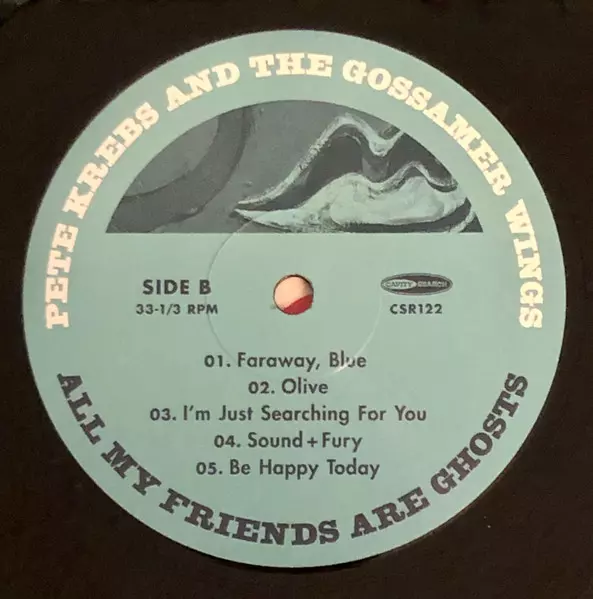 PETE KREBS AND THE GOSSAMER WINGS
SIDE B
33-1/3 RPM
CAVITY SEARCH
CSR122
01. Faraway, Blue
02. Olive
03. I'm Just Searching For You
04. Sound + Fury
05. Be Happy Today
ALL MY FRIENDS ARE GHOSTS